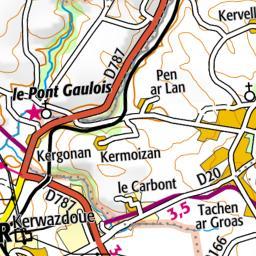 Kervell
D787
le Pont Gaulois
Pen
ar Lan
Kergonan
Kermoizan
D20
le Carbont
D787
Kerwazdoué
3,5
Tachen
ar Groas
166